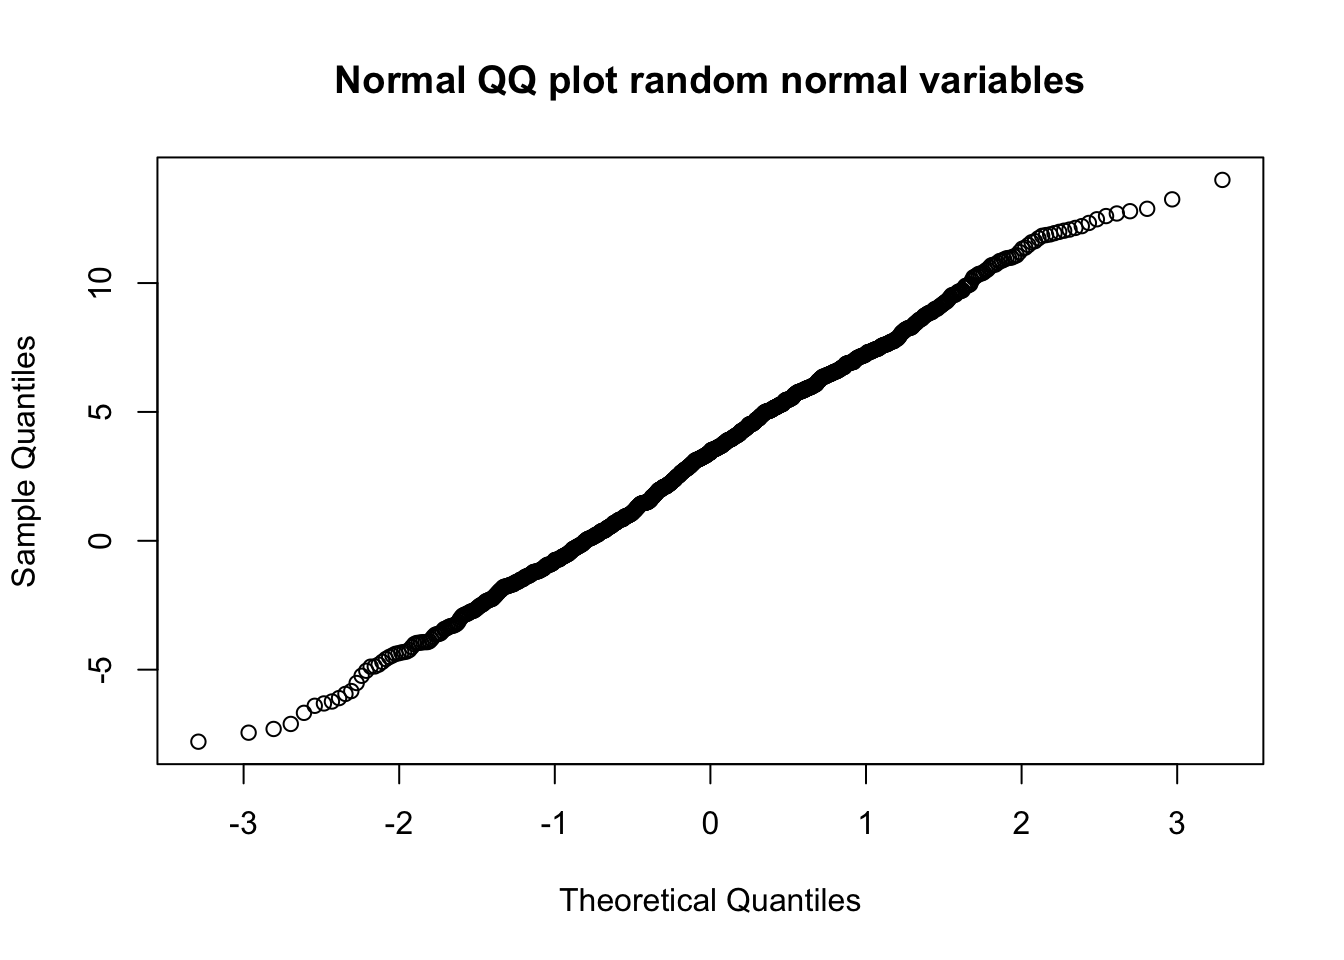 Normal QQ plot random normal variables
Sample Quantiles
10
5
0
-5
-3 -2 -1 0 1 2 3
Theoretical Quantiles